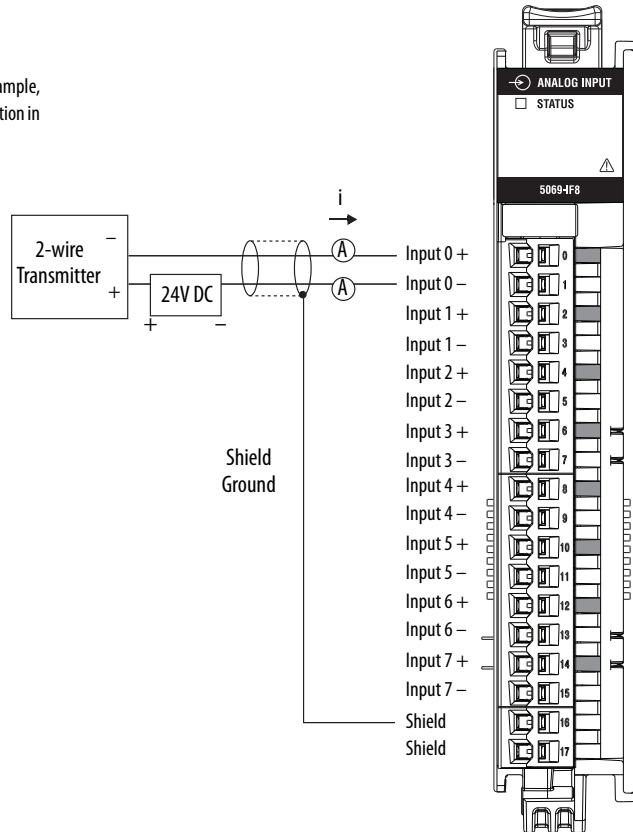 ample,
tion in
ANALOG INPUT
STATUS
5069-IF8
i
2-wire
Transmitter
–
+
24V DC
+
–
A
A
Shield
Ground
Input 0 +
Input 0 –
Input 1 +
Input 1 –
Input 2 +
Input 2 –
Input 3 +
Input 3 –
Input 4 +
Input 4 –
Input 5 +
Input 5 –
Input 6 +
Input 6 –
Input 7 +
Input 7 –
Shield
Shield
0
1
2
3
4
5
6
7
8
9
10
11
12
13
14
15
16
17